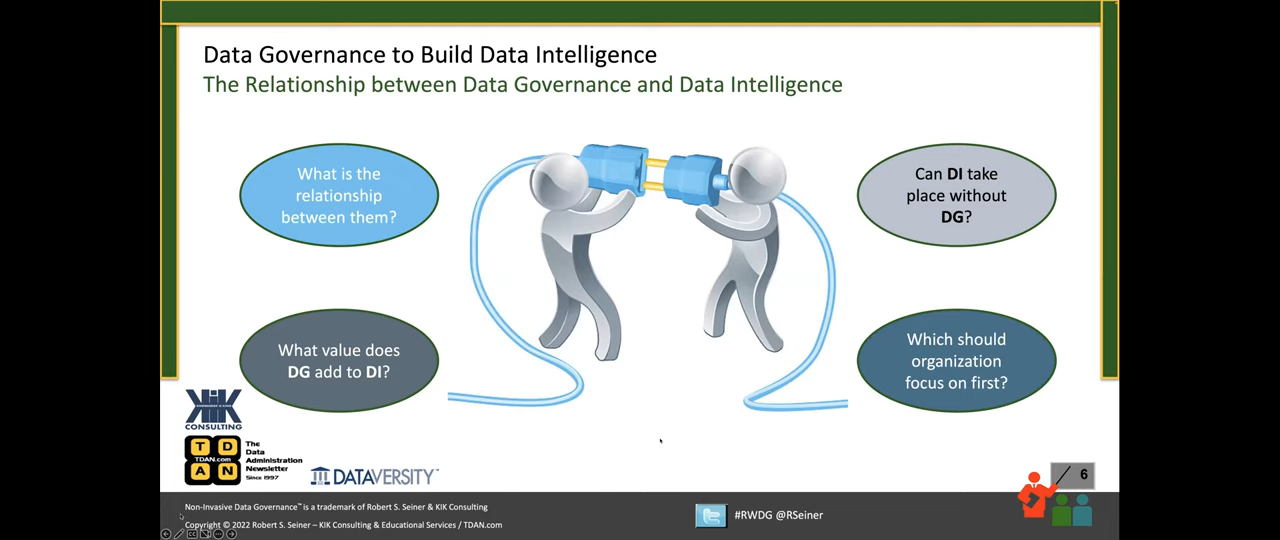 Data Governance to Build Data Intelligence
The Relationship between Data Governance and Data Intelligence
What is the
relationship
between them?
Can DI take
place without
DG?
What value does
DG add to DI?
Which should
organization
focus on first?
KIK
CONSULTING
T D
TDAN.com
A N
The
Data
Administration
Newsletter
Since 1997
DATAVERSITY™
6
Non-Invasive Data Governance™ is a trademark of Robert S. Seiner & KIK Consulting
Copyright © 2022 Robert S. Seiner – KIK Consulting & Educational Services / TDAN.com
#RWDG @RSeiner